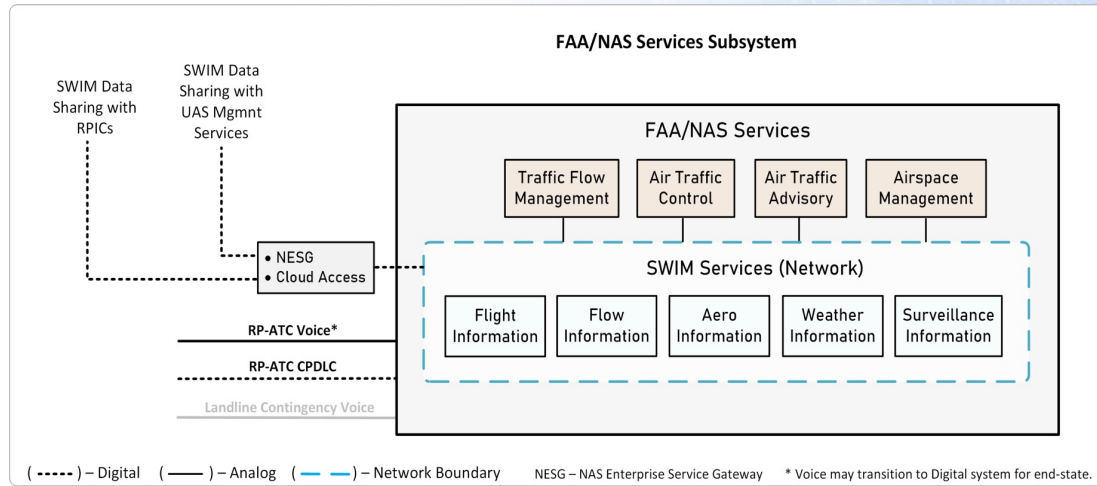 FAA/NAS Services Subsystem
SWIM Data
Sharing with
RPICs
SWIM Data
Sharing with
UAS Mgmnt
Services
FAA/NAS Services
Traffic Flow
Management
Air Traffic
Control
Air Traffic
Advisory
Airspace
Management
• NESG
• Cloud Access
SWIM Services (Network)
Flight
Information
Flow
Information
Aero
Information
Weather
Information
Surveillance
Information
RP-ATC Voice*
RP-ATC CPDLC
Landline Contingency Voice
( ----- ) – Digital ( —— ) – Analog ( — — ) – Network Boundary NESG – NAS Enterprise Service Gateway * Voice may transition to Digital system for end-state.